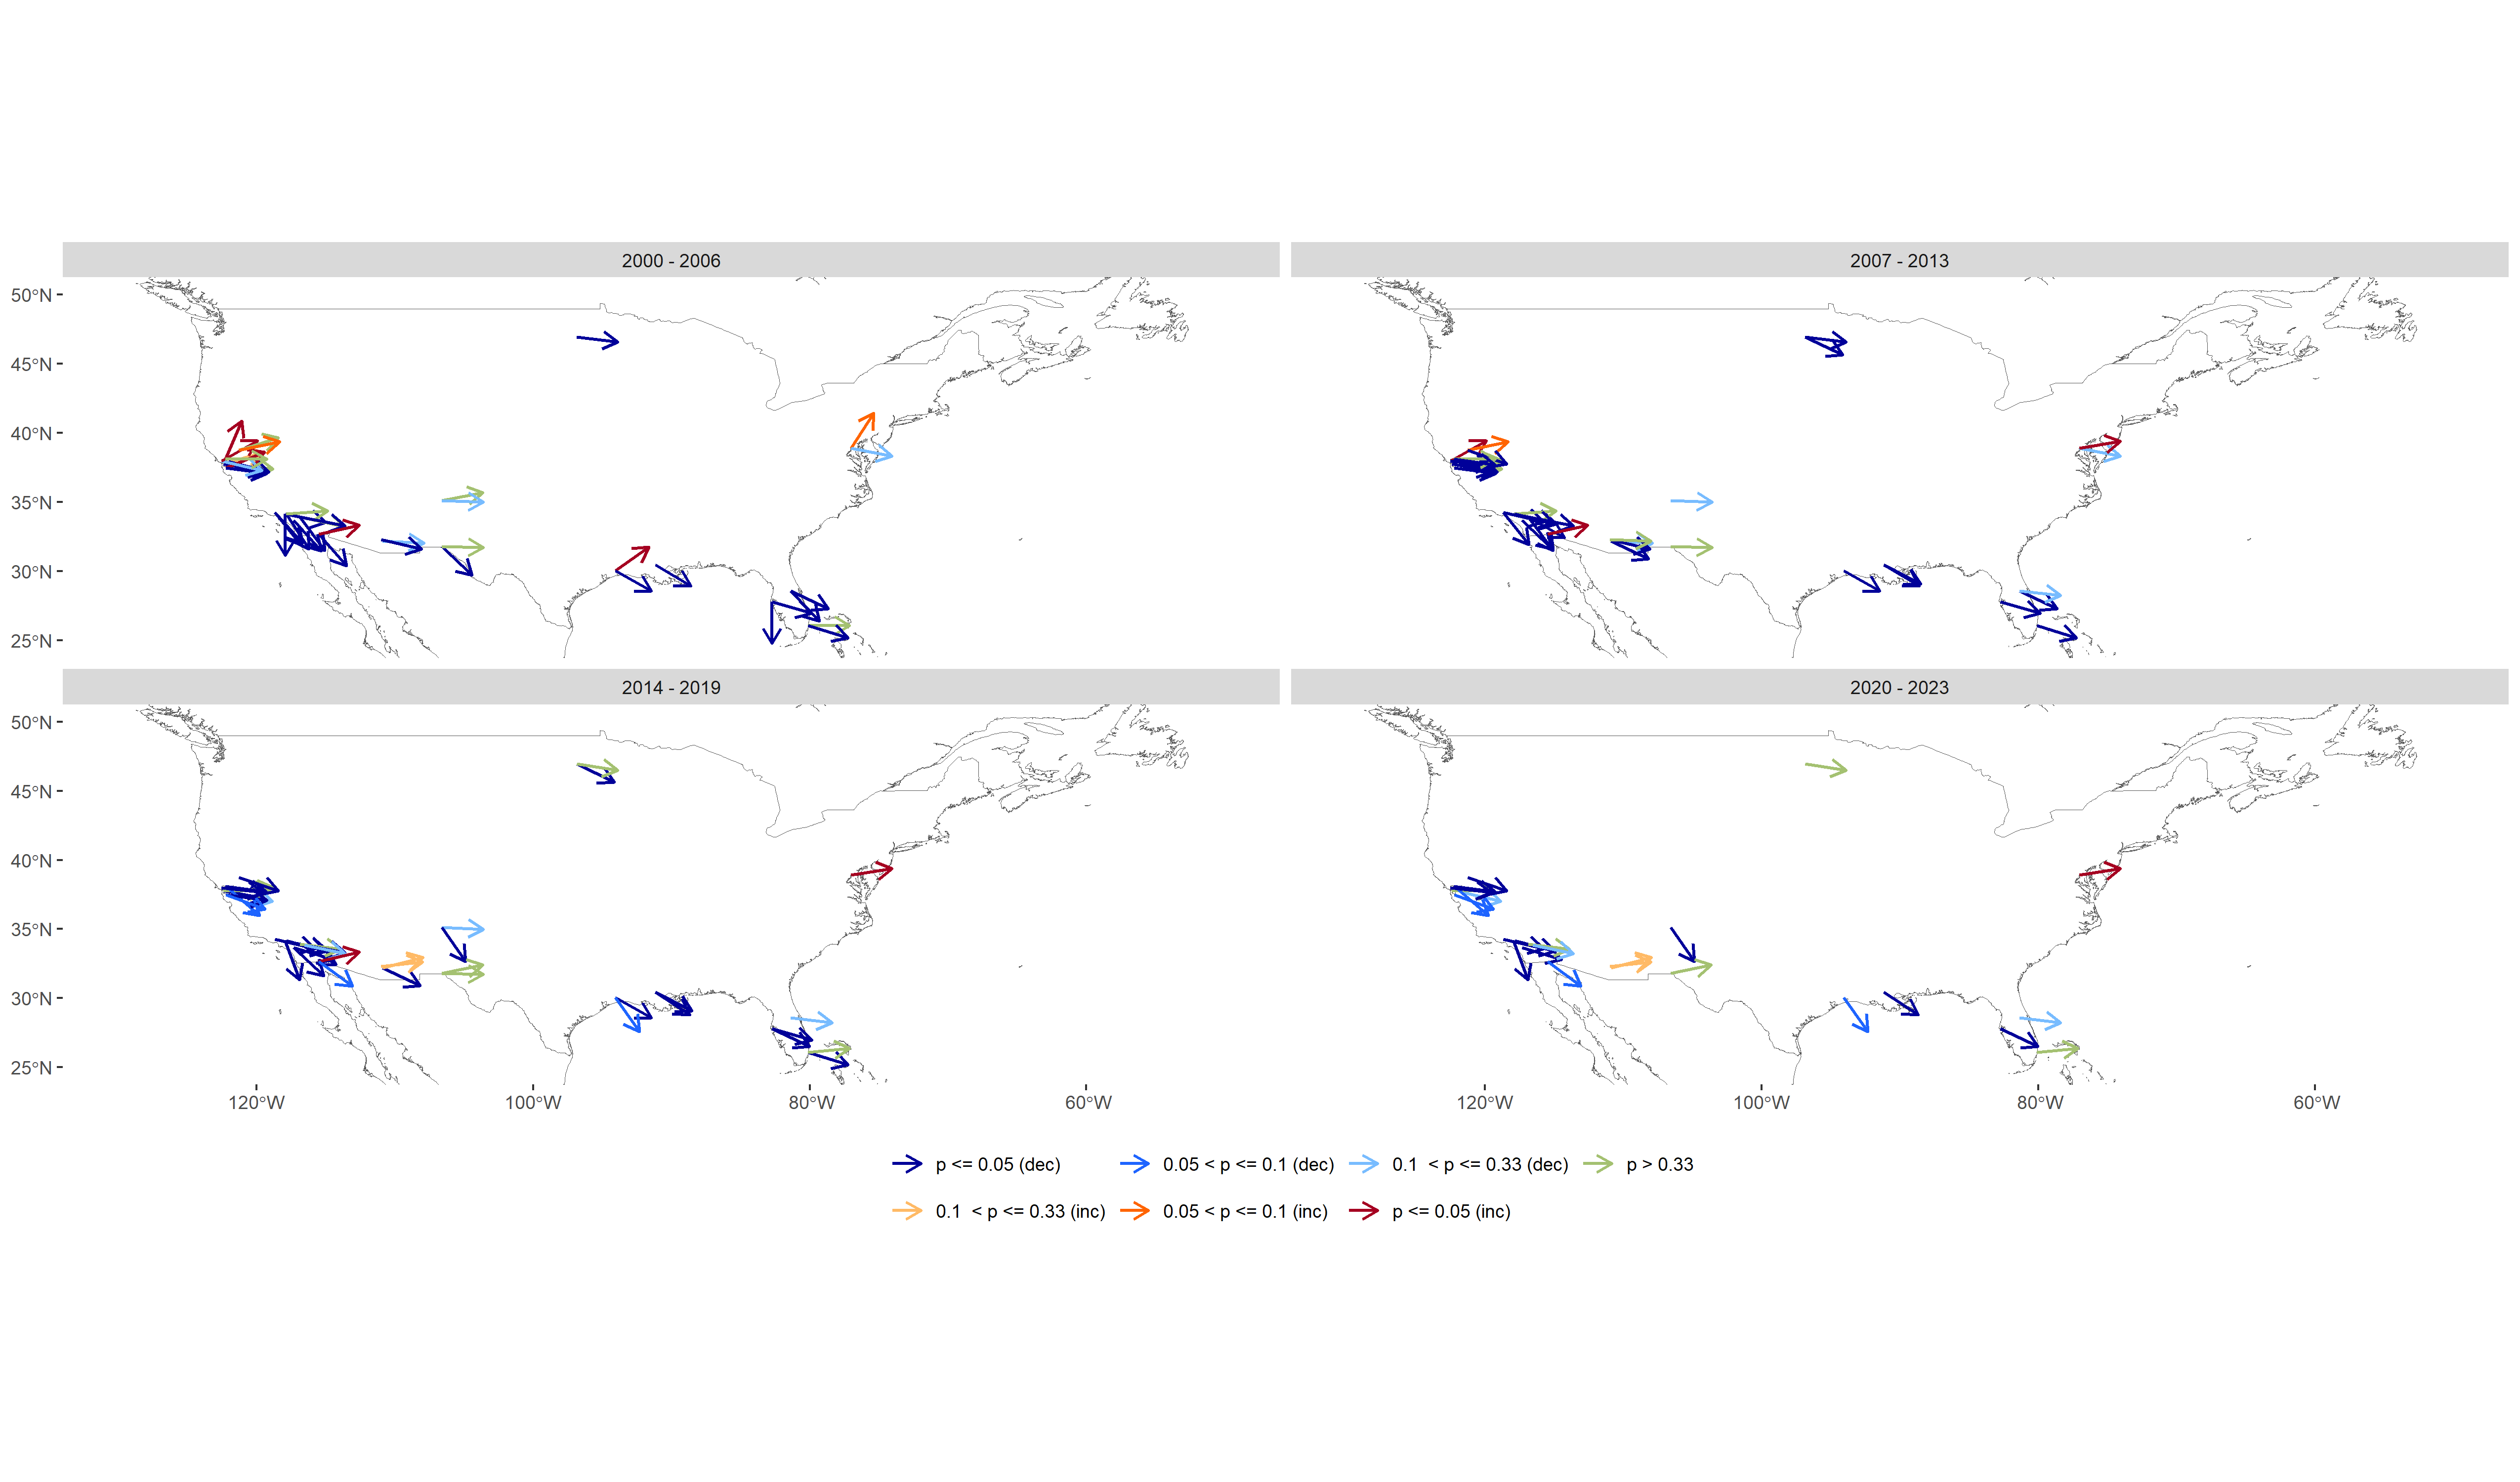 2000 - 2006
2007 - 2013
50°N
45°N
40°N
35°N
30°N
25°N
2014 - 2019
2020 - 2023
50°N
45°N
40°N
35°N
30°N
25°N
120°W
100°W
80°W
60°W
120°W
100°W
80°W
60°W
p <= 0.05 (dec)
0.05 < p <= 0.1 (dec)
0.1  < p <= 0.33 (dec)
p > 0.33
0.1  < p <= 0.33 (inc)
0.05 < p <= 0.1 (inc)
p <= 0.05 (inc)